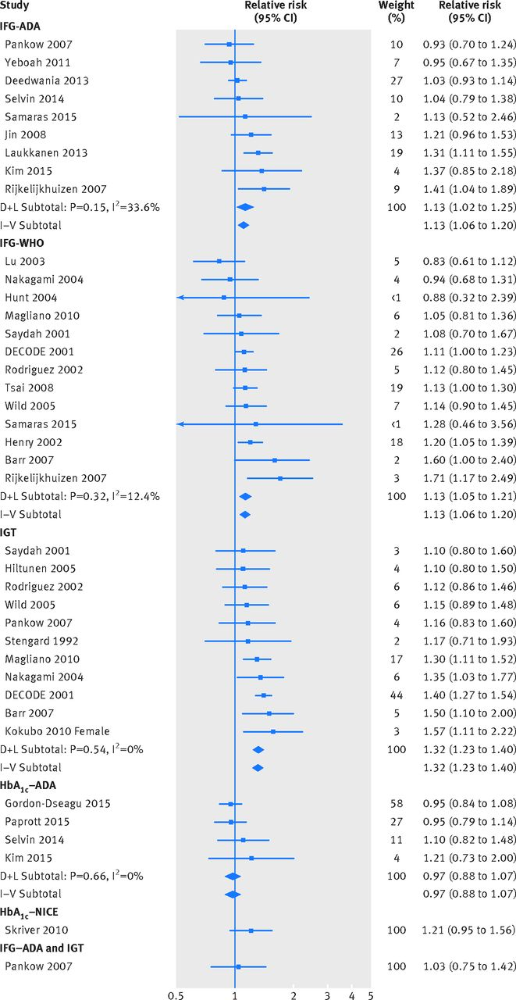 Study Relative risk (95% CI) Weight (%) Relative risk (95% CI)
IFG-ADA
Pankow 2007 10 0.93 (0.70 to 1.24)
Yeboah 2011 7 0.95 (0.67 to 1.35)
Deedwania 2013 27 1.03 (0.93 to 1.14)
Selvin 2014 10 1.04 (0.79 to 1.38)
Samaras 2015 2 1.13 (0.52 to 2.46)
Jin 2008 13 1.21 (0.96 to 1.53)
Laukkanen 2013 19 1.31 (1.11 to 1.55)
Kim 2015 4 1.37 (0.85 to 2.18)
Rijkelijkhuizen 2007 9 1.41 (1.04 to 1.89)
D+L Subtotal: P=0.15, I²=33.6% 100 1.13 (1.02 to 1.25)
I–V Subtotal 1.13 (1.06 to 1.20)
IFG-WHO
Lu 2003 5 0.83 (0.61 to 1.12)
Nakagami 2004 4 0.94 (0.68 to 1.31)
Hunt 2004 <1 0.88 (0.32 to 2.39)
Magliano 2010 6 1.05 (0.81 to 1.36)
Saydah 2001 2 1.08 (0.70 to 1.67)
DECODE 2001 26 1.11 (1.00 to 1.23)
Rodriguez 2002 5 1.12 (0.80 to 1.45)
Tsai 2008 19 1.13 (1.00 to 1.30)
Wild 2005 7 1.14 (0.90 to 1.45)
Samaras 2015 <1 1.28 (0.46 to 3.56)
Henry 2002 18 1.20 (1.05 to 1.39)
Barr 2007 2 1.60 (1.00 to 2.40)
Rijkelijkhuizen 2007 3 1.71 (1.17 to 2.49)
D+L Subtotal: P=0.32, I²=12.4% 100 1.13 (1.05 to 1.21)
I–V Subtotal 1.13 (1.06 to 1.20)
IGT
Saydah 2001 3 1.10 (0.80 to 1.60)
Hiltunen 2005 4 1.10 (0.80 to 1.50)
Rodriguez 2002 6 1.12 (0.86 to 1.46)
Wild 2005 6 1.15 (0.89 to 1.48)
Pankow 2007 4 1.16 (0.83 to 1.60)
Stengard 1992 2 1.17 (0.71 to 1.93)
Magliano 2010 17 1.30 (1.11 to 1.52)
Nakagami 2004 6 1.35 (1.03 to 1.77)
DECODE 2001 44 1.40 (1.27 to 1.54)
Barr 2007 5 1.50 (1.10 to 2.00)
Kokubo 2010 Female 3 1.57 (1.11 to 2.22)
D+L Subtotal: P=0.54, I²=0% 100 1.32 (1.23 to 1.40)
I–V Subtotal 1.32 (1.23 to 1.40)
HbA₁c–ADA
Gordon-Dseagu 2015 58 0.95 (0.84 to 1.08)
Paprott 2015 27 0.95 (0.79 to 1.14)
Selvin 2014 11 1.10 (0.82 to 1.48)
Kim 2015 4 1.21 (0.73 to 2.00)
D+L Subtotal: P=0.66, I²=0% 100 0.97 (0.88 to 1.07)
I–V Subtotal 0.97 (0.88 to 1.07)
HbA₁c–NICE
Skriver 2010 100 1.21 (0.95 to 1.56)
IFG–ADA and IGT
Pankow 2007 100 1.03 (0.75 to 1.42)
0.5 1 2 3 4 5